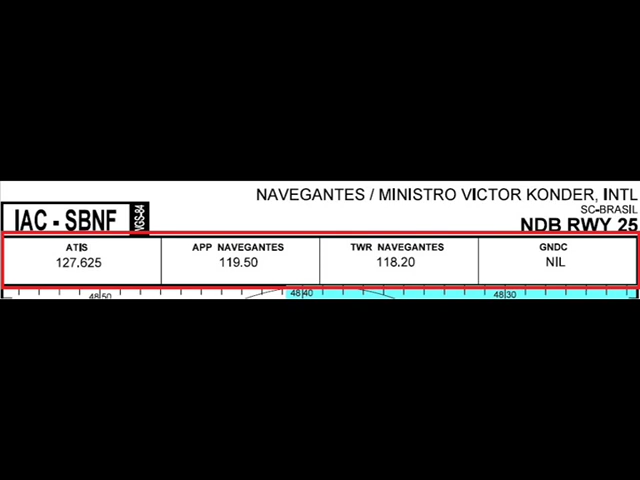 NAVEGANTES / MINISTRO VICTOR KONDER, INTL
SC-BRASIL
IAC - SBNF
WGS-84
NDB RWY 25
ATIS APP NAVEGANTES TWR NAVEGANTES GNDC
127.625 119.50 118.20 NIL
48 50 48 40 48 30